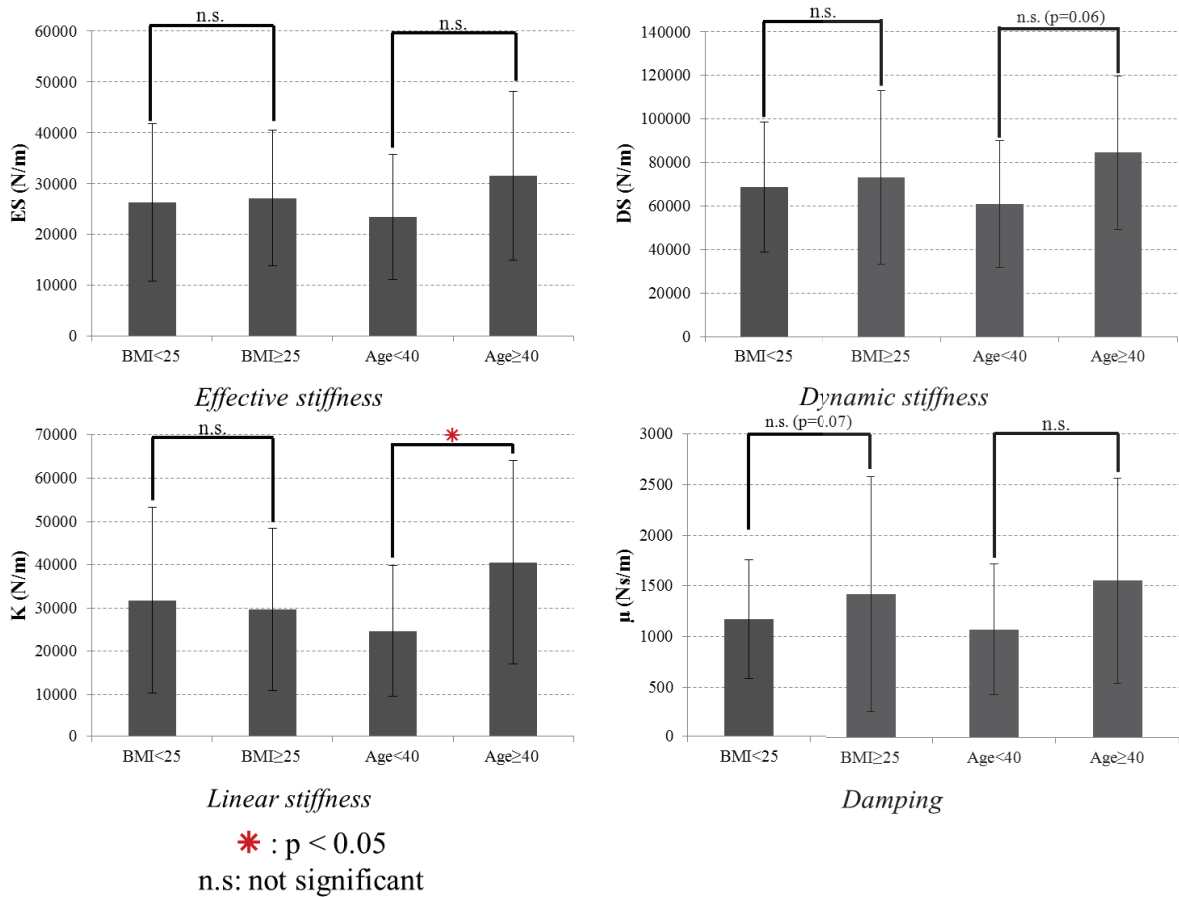 n.s.
n.s.
60000
50000
40000
30000
20000
10000
0
ES (N/m)
BMI<25
BMI≥25
Age<40
Age≥40
Effective stiffness
n.s.
n.s. (p=0.06)
140000
120000
100000
80000
60000
40000
20000
0
DS (N/m)
BMI<25
BMI≥25
Age<40
Age≥40
Dynamic stiffness
n.s.
*
70000
60000
50000
40000
30000
20000
10000
0
K (N/m)
BMI<25
BMI≥25
Age<40
Age≥40
Linear stiffness
n.s. (p=0.07)
n.s.
3000
2500
2000
1500
1000
500
0
µ (Ns/m)
BMI<25
BMI≥25
Age<40
Age≥40
Damping
* : p < 0.05
n.s: not significant